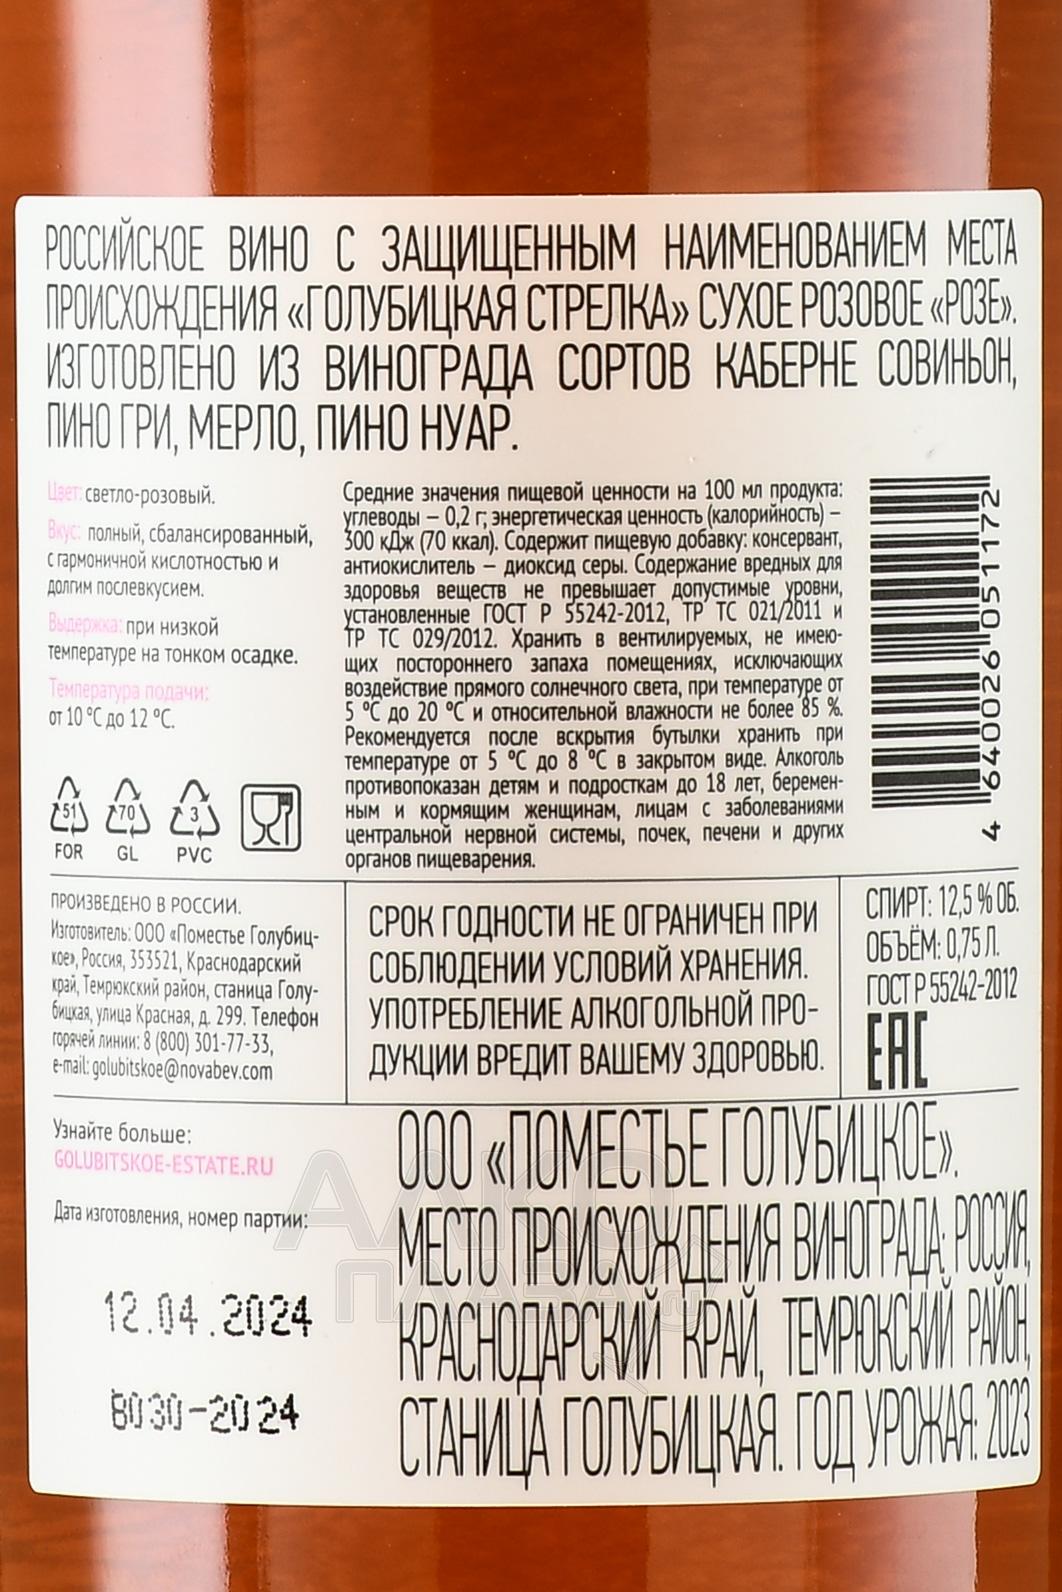 РОССИЙСКОЕ ВИНО С ЗАЩИЩЕННЫМ НАИМЕНОВАНИЕМ МЕСТА
ПРОИСХОЖДЕНИЯ «ГОЛУБИЦКАЯ СТРЕЛКА» СУХОЕ РОЗОВОЕ «РОЗЕ».
ИЗГОТОВЛЕНО ИЗ ВИНОГРАДА СОРТОВ КАБЕРНЕ СОВИНЬОН,
ПИНО ГРИ, МЕРЛО, ПИНО НУАР.
Цвет: светло-розовый.
Вкус: полный, сбалансированный,
с гармоничной кислотностью и
долгим послевкусием.
Выдержка: при низкой
температуре на тонком осадке.
Температура подачи:
от 10 °С до 12 °С.
51
FOR
70
GL
3
PVC
Средние значения пищевой ценности на 100 мл продукта:
углеводы – 0,2 г; энергетическая ценность (калорийность) –
300 кДж (70 ккал). Содержит пищевую добавку: консервант,
антиокислитель – диоксид серы. Содержание вредных для
здоровья веществ не превышает допустимые уровни,
установленные ГОСТ Р 55242-2012, ТР ТС 021/2011 и
ТР ТС 029/2012. Хранить в вентилируемых, не имею-
щих постороннего запаха помещениях, исключающих
воздействие прямого солнечного света, при температуре от
5 °С до 20 °С и относительной влажности не более 85 %.
Рекомендуется после вскрытия бутылки хранить при
температуре от 5 °С до 8 °С в закрытом виде. Алкоголь
противопоказан детям и подросткам до 18 лет, беремен-
ным и кормящим женщинам, лицам с заболеваниями
центральной нервной системы, почек, печени и других
органов пищеварения.
4 640026 051172
ПРОИЗВЕДЕНО В РОССИИ.
Изготовитель: ООО «Поместье Голубиц-
кое», Россия, 353521, Краснодарский
край, Темрюкский район, станица Голу-
бицкая, улица Красная, д. 299. Телефон
горячей линии: 8 (800) 301-77-33,
e-mail: golubitskoe@novabev.com
СРОК ГОДНОСТИ НЕ ОГРАНИЧЕН ПРИ
СОБЛЮДЕНИИ УСЛОВИЙ ХРАНЕНИЯ.
УПОТРЕБЛЕНИЕ АЛКОГОЛЬНОЙ ПРО-
ДУКЦИИ ВРЕДИТ ВАШЕМУ ЗДОРОВЬЮ.
СПИРТ: 12,5 % ОБ.
ОБЪЁМ: 0,75 Л.
ГОСТ Р 55242-2012
ЕАС
Узнайте больше:
GOLUBITSKOE-ESTATE.RU
Дата изготовления, номер партии:
12.04.2024
8030-2024
ООО «ПОМЕСТЬЕ ГОЛУБИЦКОЕ».
МЕСТО ПРОИСХОЖДЕНИЯ ВИНОГРАДА: РОССИЯ,
КРАСНОДАРСКИЙ КРАЙ, ТЕМРЮКСКИЙ РАЙОН,
СТАНИЦА ГОЛУБИЦКАЯ. ГОД УРОЖАЯ: 2023
АЛКО
ПЛАЗА.ru